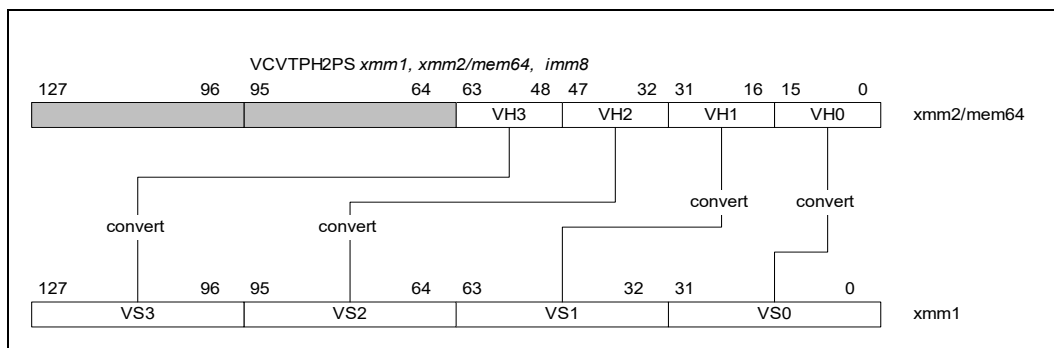 VCVTPH2PS xmm1, xmm2/mem64, imm8
127 96 95 64 63 48 47 32 31 16 15 0
VH3 VH2 VH1 VH0 xmm2/mem64
convert convert
convert convert
127 96 95 64 63 32 31 0
VS3 VS2 VS1 VS0 xmm1